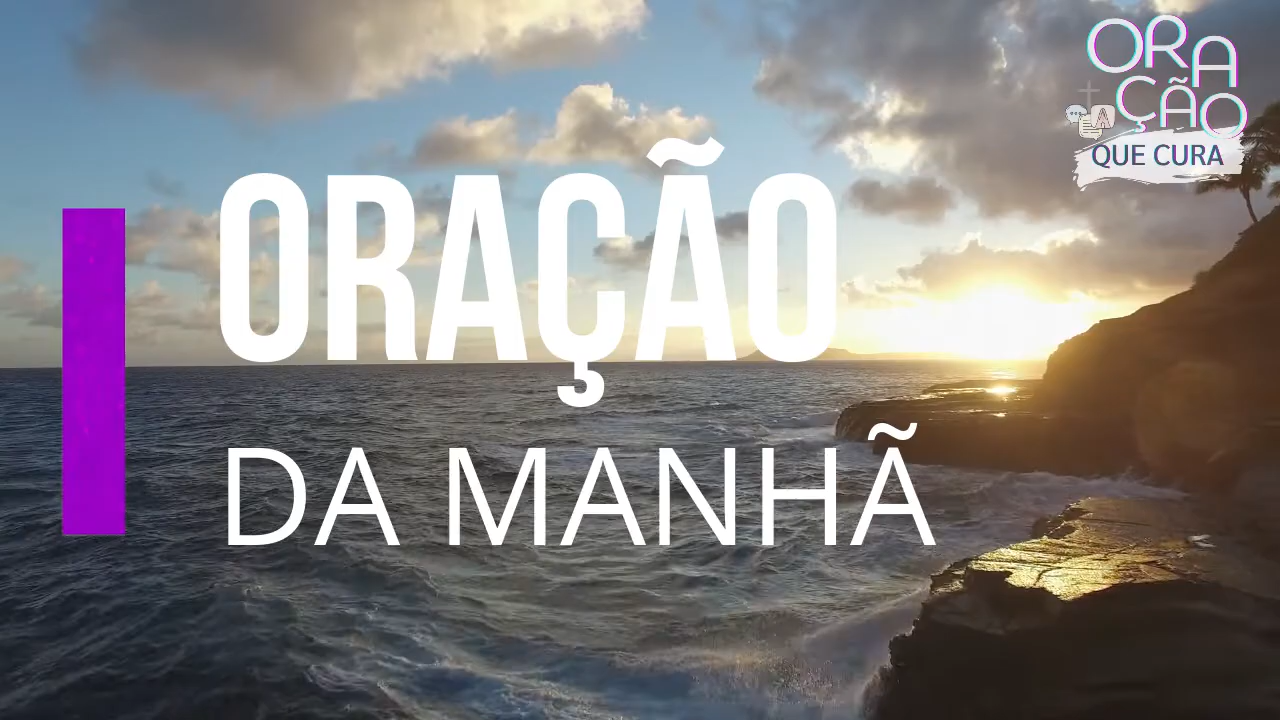 ORAÇÃO
DA MANHÃ
ORA
ÇÃO
QUE CURA